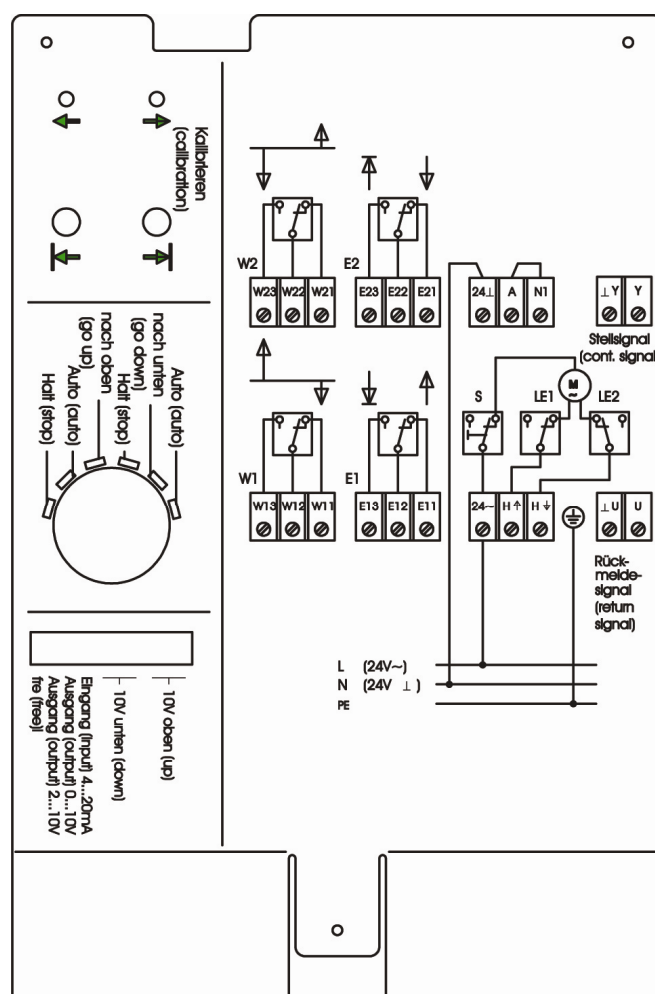 Kalibrieren
(calibration)
W2
W23 W22 W21
E2
E23 E22 E21
24⊥ A N1
⊥ Y Y
Stellsignal
(cont. signal
S
M
~
LE1
LE2
W1
W13 W12 W11
E1
E13 E12 E11
24~ H↑ H↓
⊥U U
Rück-
melde-
signal
(return
signal)
Halt (stop)
Auto (auto)
nach oben
(go up)
Halt (stop)
nach unten
(go down)
Auto (auto)
L (24V~)
N (24V ⊥ )
PE
10V oben (up)
10V unten (down)
Eingang (Input) 4...20mA
Ausgang (output) 0...10V
Ausgang (output) 2...10V
fre (free)l